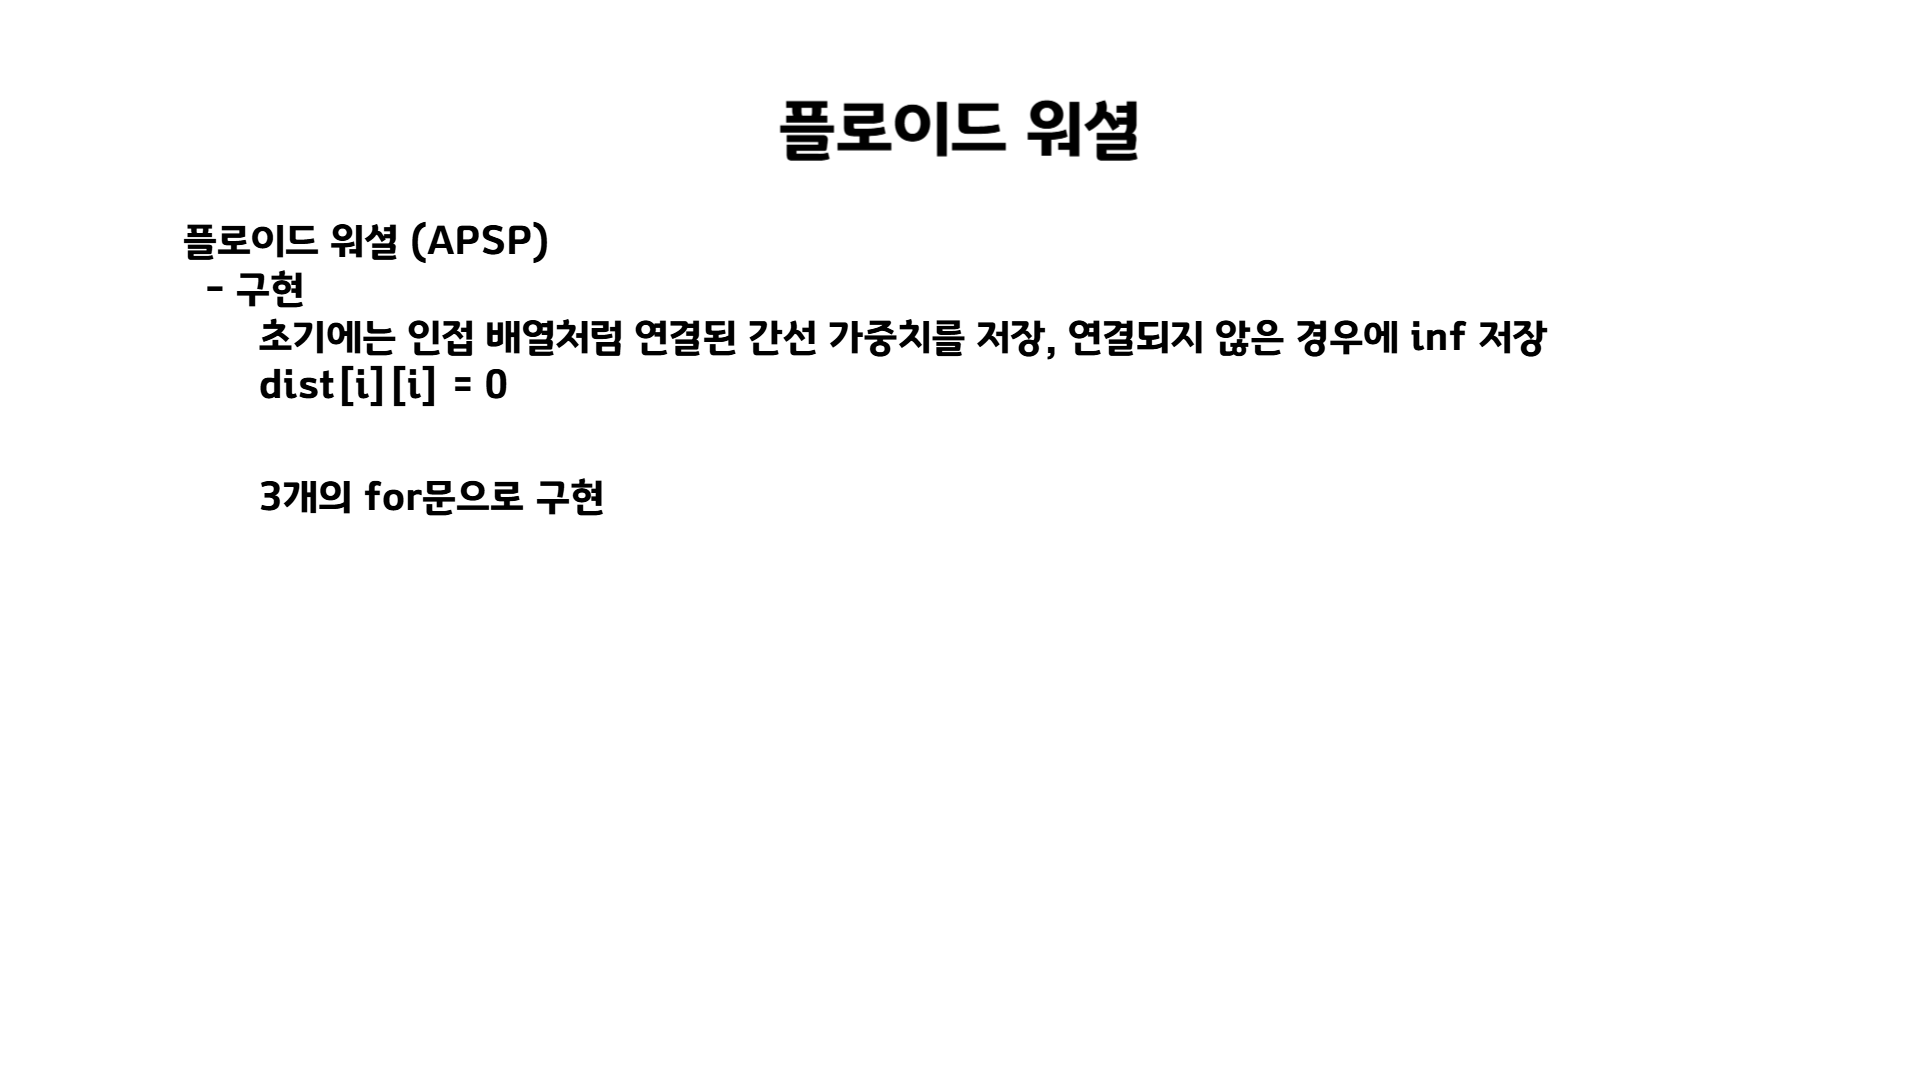 플로이드 워셜
플로이드 워셜 (APSP)
- 구현
초기에는 인접 배열처럼 연결된 간선 가중치를 저장, 연결되지 않은 경우에 inf 저장
dist[i][i] = 0
3개의 for문으로 구현